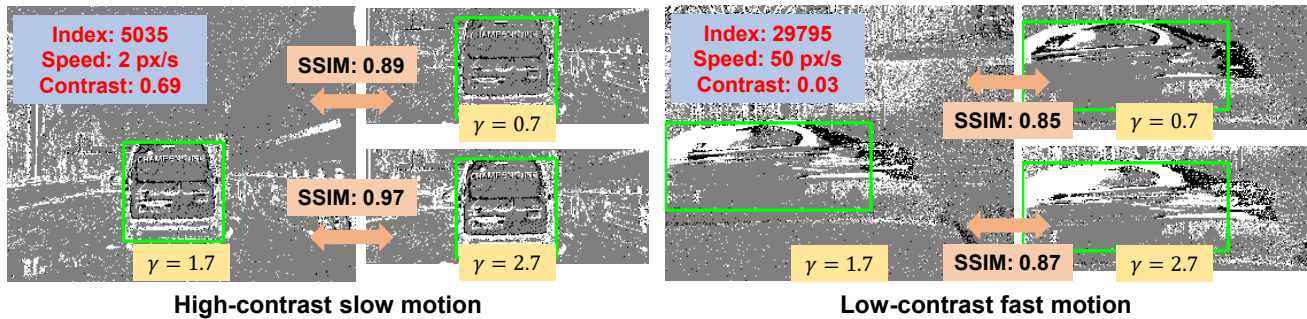 Index: 5035
Speed: 2 px/s
Contrast: 0.69
SSIM: 0.89
γ = 0.7
SSIM: 0.97
γ = 1.7
γ = 2.7
High-contrast slow motion
Index: 29795
Speed: 50 px/s
Contrast: 0.03
SSIM: 0.85
γ = 0.7
γ = 1.7
SSIM: 0.87
γ = 2.7
Low-contrast fast motion